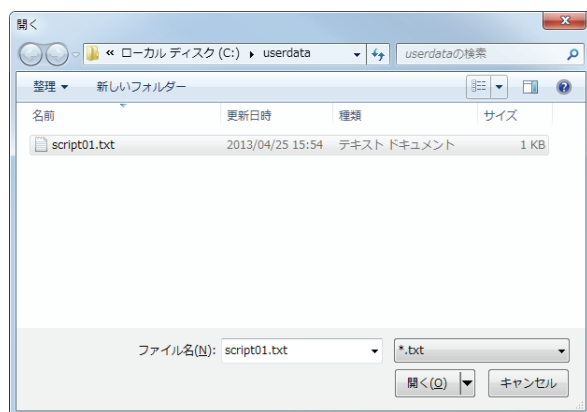 開く
« ローカル ディスク (C:) ▸ userdata
userdataの検索
整理 ▼ 新しいフォルダー
名前 更新日時 種類 サイズ
script01.txt 2013/04/25 15:54 テキスト ドキュメント 1 KB
ファイル名(N): script01.txt *.txt
開く(O) キャンセル